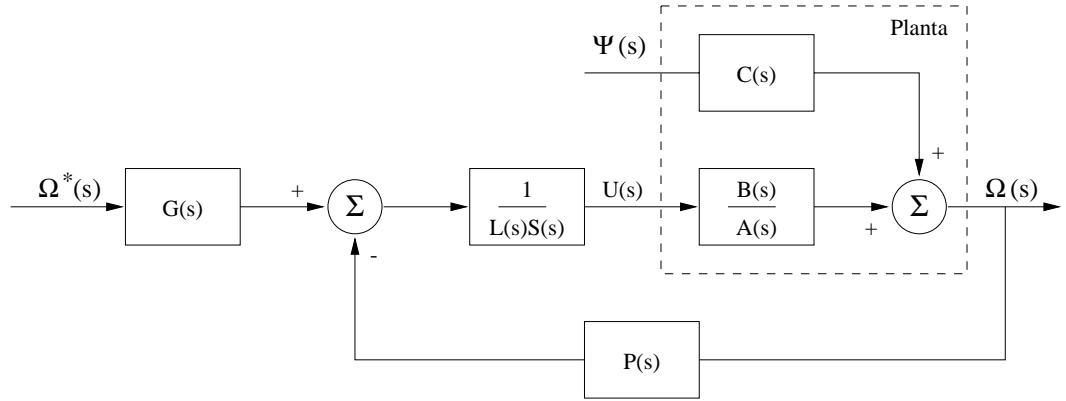 Planta
Ψ(s)
C(s)
+
Ω*(s)
G(s)
+
Σ
-
1
L(s)S(s)
U(s)
B(s)
A(s)
+
Σ
Ω(s)
P(s)